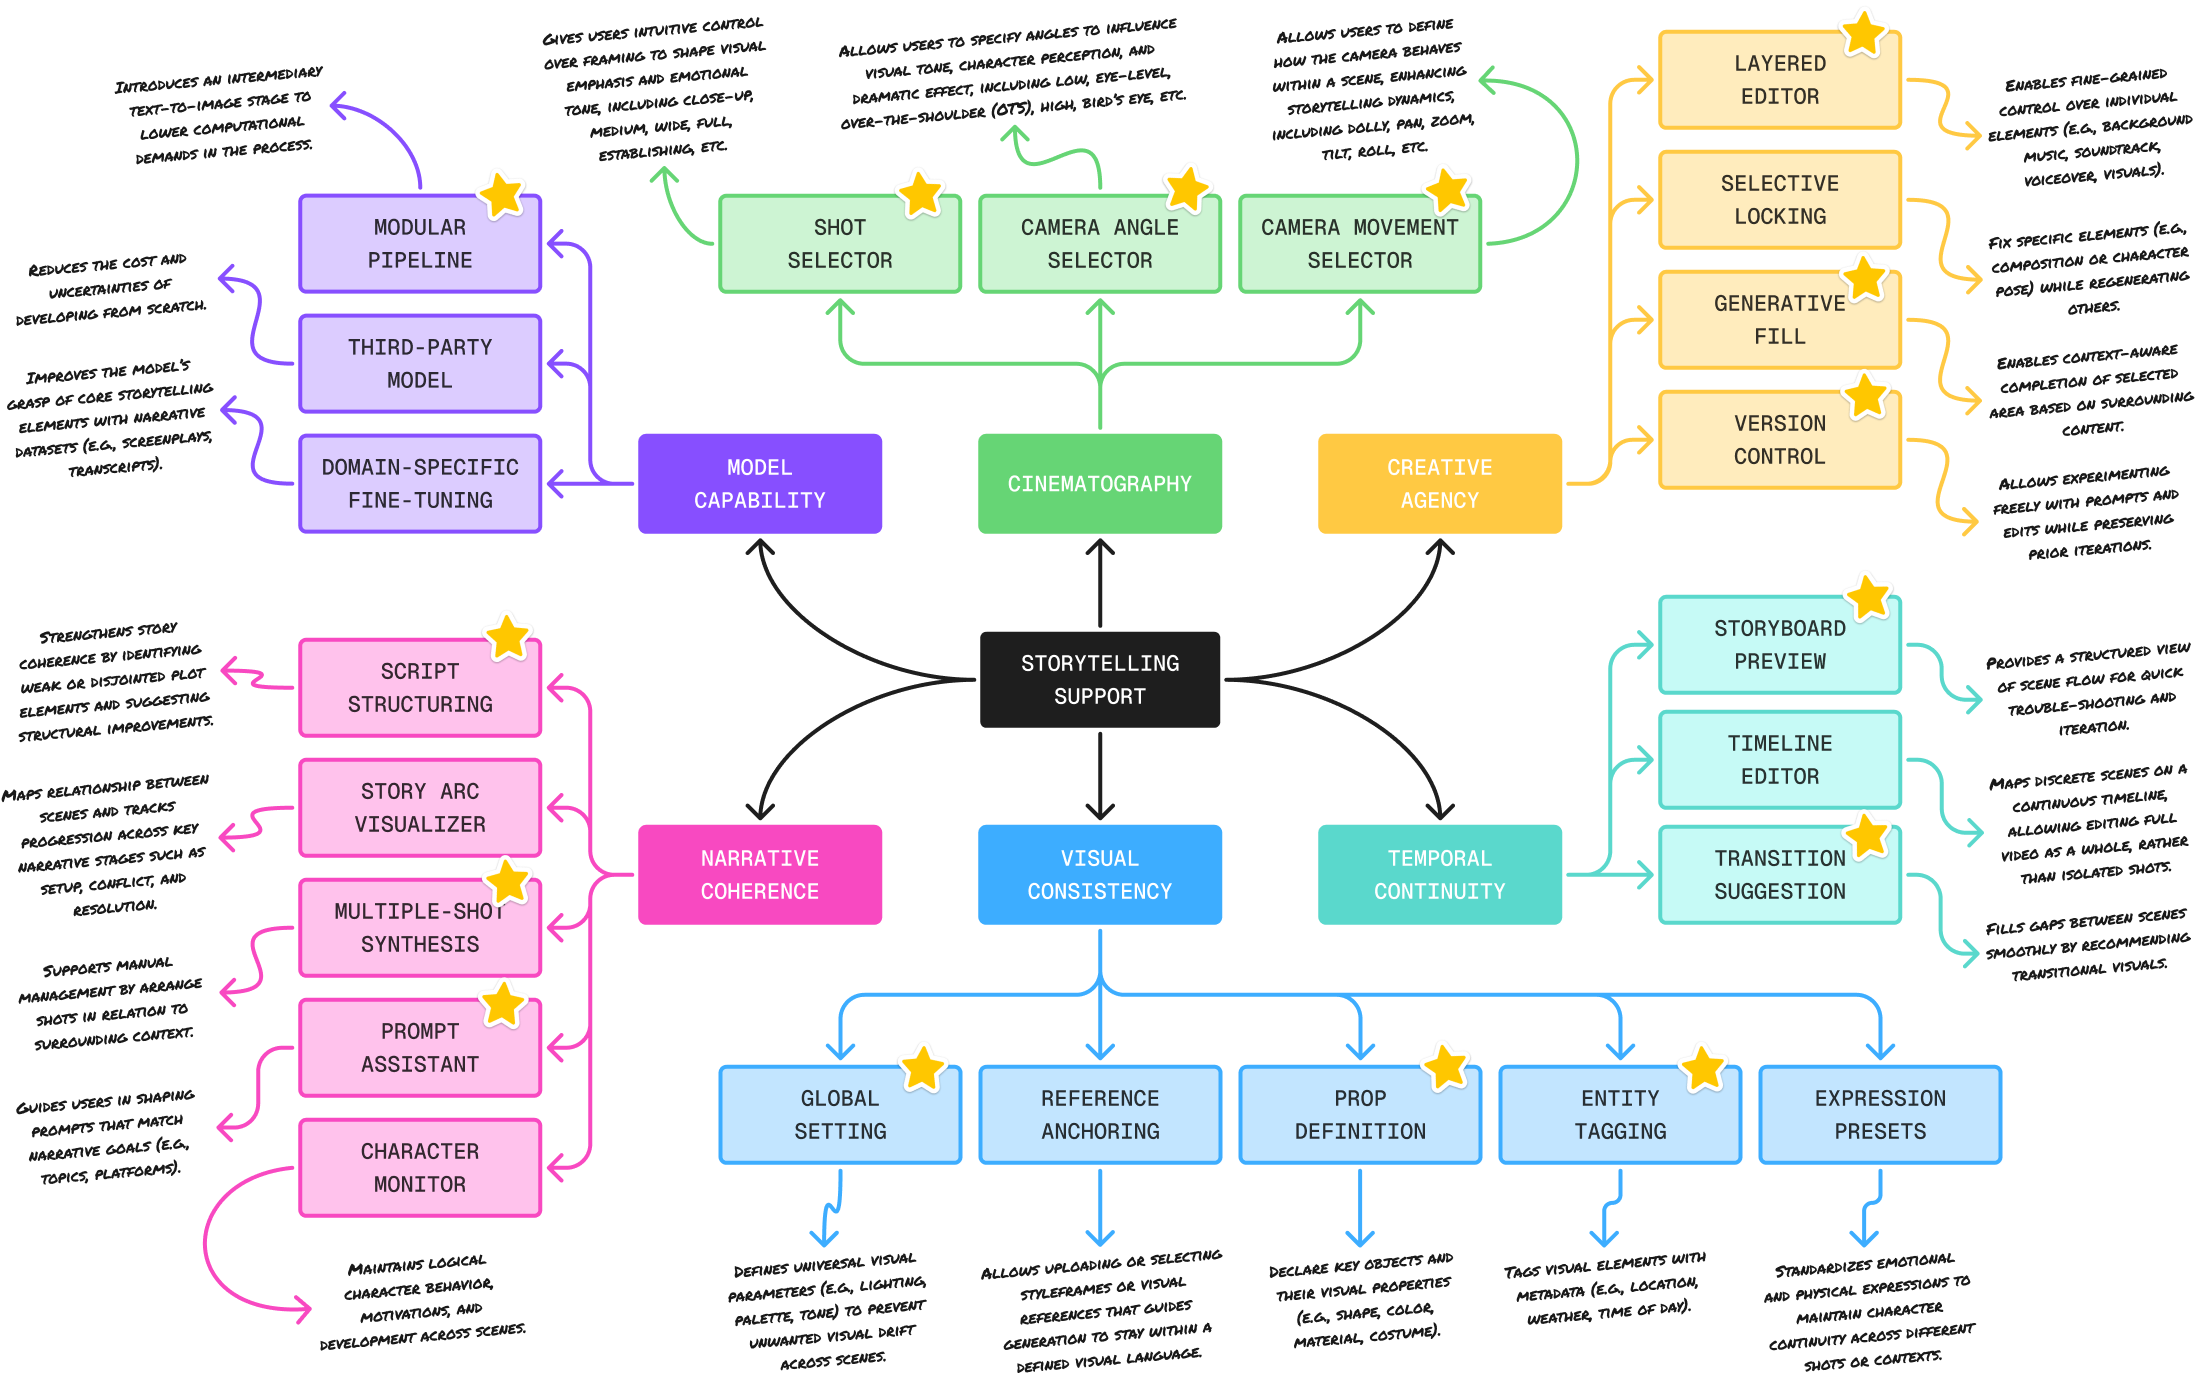 STORYTELLING
SUPPORT
MODEL
CAPABILITY
MODULAR
PIPELINE
INTRODUCES AN INTERMEDIARY
TEXT-TO-IMAGE STAGE TO
LOWER COMPUTATIONAL
DEMANDS IN THE PROCESS.
THIRD-PARTY
MODEL
REDUCES THE COST AND
UNCERTAINTIES OF
DEVELOPING FROM SCRATCH.
DOMAIN-SPECIFIC
FINE-TUNING
IMPROVES THE MODEL'S
GRASP OF CORE STORYTELLING
ELEMENTS WITH NARRATIVE
DATASETS (E.G., SCREENPLAYS,
TRANSCRIPTS).
CINEMATOGRAPHY
SHOT
SELECTOR
GIVES USERS INTUITIVE CONTROL
OVER FRAMING TO SHAPE VISUAL
EMPHASIS AND EMOTIONAL
TONE, INCLUDING CLOSE-UP,
MEDIUM, WIDE, FULL,
ESTABLISHING, ETC.
CAMERA ANGLE
SELECTOR
ALLOWS USERS TO SPECIFY ANGLES TO INFLUENCE
VISUAL TONE, CHARACTER PERCEPTION, AND
DRAMATIC EFFECT, INCLUDING LOW, EYE-LEVEL,
OVER-THE-SHOULDER (OTS), HIGH, BIRD'S EYE, ETC.
CAMERA MOVEMENT
SELECTOR
ALLOWS USERS TO DEFINE
HOW THE CAMERA BEHAVES
WITHIN A SCENE, ENHANCING
STORYTELLING DYNAMICS,
INCLUDING DOLLY, PAN, ZOOM,
TILT, ROLL, ETC.
CREATIVE
AGENCY
LAYERED
EDITOR
ENABLES FINE-GRAINED
CONTROL OVER INDIVIDUAL
ELEMENTS (E.G., BACKGROUND
MUSIC, SOUNDTRACK,
VOICEOVER, VISUALS).
SELECTIVE
LOCKING
FIX SPECIFIC ELEMENTS (E.G.,
COMPOSITION OR CHARACTER
POSE) WHILE REGENERATING
OTHERS.
GENERATIVE
FILL
ENABLES CONTEXT-AWARE
COMPLETION OF SELECTED
AREA BASED ON SURROUNDING
CONTENT.
VERSION
CONTROL
ALLOWS EXPERIMENTING
FREELY WITH PROMPTS AND
EDITS WHILE PRESERVING
PRIOR ITERATIONS.
NARRATIVE
COHERENCE
SCRIPT
STRUCTURING
STRENGTHENS STORY
COHERENCE BY IDENTIFYING
WEAK OR DISJOINTED PLOT
ELEMENTS AND SUGGESTING
STRUCTURAL IMPROVEMENTS.
STORY ARC
VISUALIZER
MAPS RELATIONSHIP BETWEEN
SCENES AND TRACKS
PROGRESSION ACROSS KEY
NARRATIVE STAGES SUCH AS
SETUP, CONFLICT, AND
RESOLUTION.
MULTIPLE-SHOT
SYNTHESIS
SUPPORTS MANUAL
MANAGEMENT BY ARRANGE
SHOTS IN RELATION TO
SURROUNDING CONTEXT.
PROMPT
ASSISTANT
GUIDES USERS IN SHAPING
PROMPTS THAT MATCH
NARRATIVE GOALS (E.G.,
TOPICS, PLATFORMS).
CHARACTER
MONITOR
MAINTAINS LOGICAL
CHARACTER BEHAVIOR,
MOTIVATIONS, AND
DEVELOPMENT ACROSS SCENES.
VISUAL
CONSISTENCY
GLOBAL
SETTING
DEFINES UNIVERSAL VISUAL
PARAMETERS (E.G., LIGHTING,
PALETTE, TONE) TO PREVENT
UNWANTED VISUAL DRIFT
ACROSS SCENES.
REFERENCE
ANCHORING
ALLOWS UPLOADING OR SELECTING
STYLEFRAMES OR VISUAL
REFERENCES THAT GUIDES
GENERATION TO STAY WITHIN A
DEFINED VISUAL LANGUAGE.
PROP
DEFINITION
DECLARE KEY OBJECTS AND
THEIR VISUAL PROPERTIES
(E.G., SHAPE, COLOR,
MATERIAL, COSTUME).
ENTITY
TAGGING
TAGS VISUAL ELEMENTS WITH
METADATA (E.G., LOCATION,
WEATHER, TIME OF DAY).
EXPRESSION
PRESETS
STANDARDIZES EMOTIONAL
AND PHYSICAL EXPRESSIONS TO
MAINTAIN CHARACTER
CONTINUITY ACROSS DIFFERENT
SHOTS OR CONTEXTS.
TEMPORAL
CONTINUITY
STORYBOARD
PREVIEW
PROVIDES A STRUCTURED VIEW
OF SCENE FLOW FOR QUICK
TROUBLE-SHOOTING AND
ITERATION.
TIMELINE
EDITOR
MAPS DISCRETE SCENES ON A
CONTINUOUS TIMELINE,
ALLOWING EDITING FULL
VIDEO AS A WHOLE, RATHER
THAN ISOLATED SHOTS.
TRANSITION
SUGGESTION
FILLS GAPS BETWEEN SCENES
SMOOTHLY BY RECOMMENDING
TRANSITIONAL VISUALS.